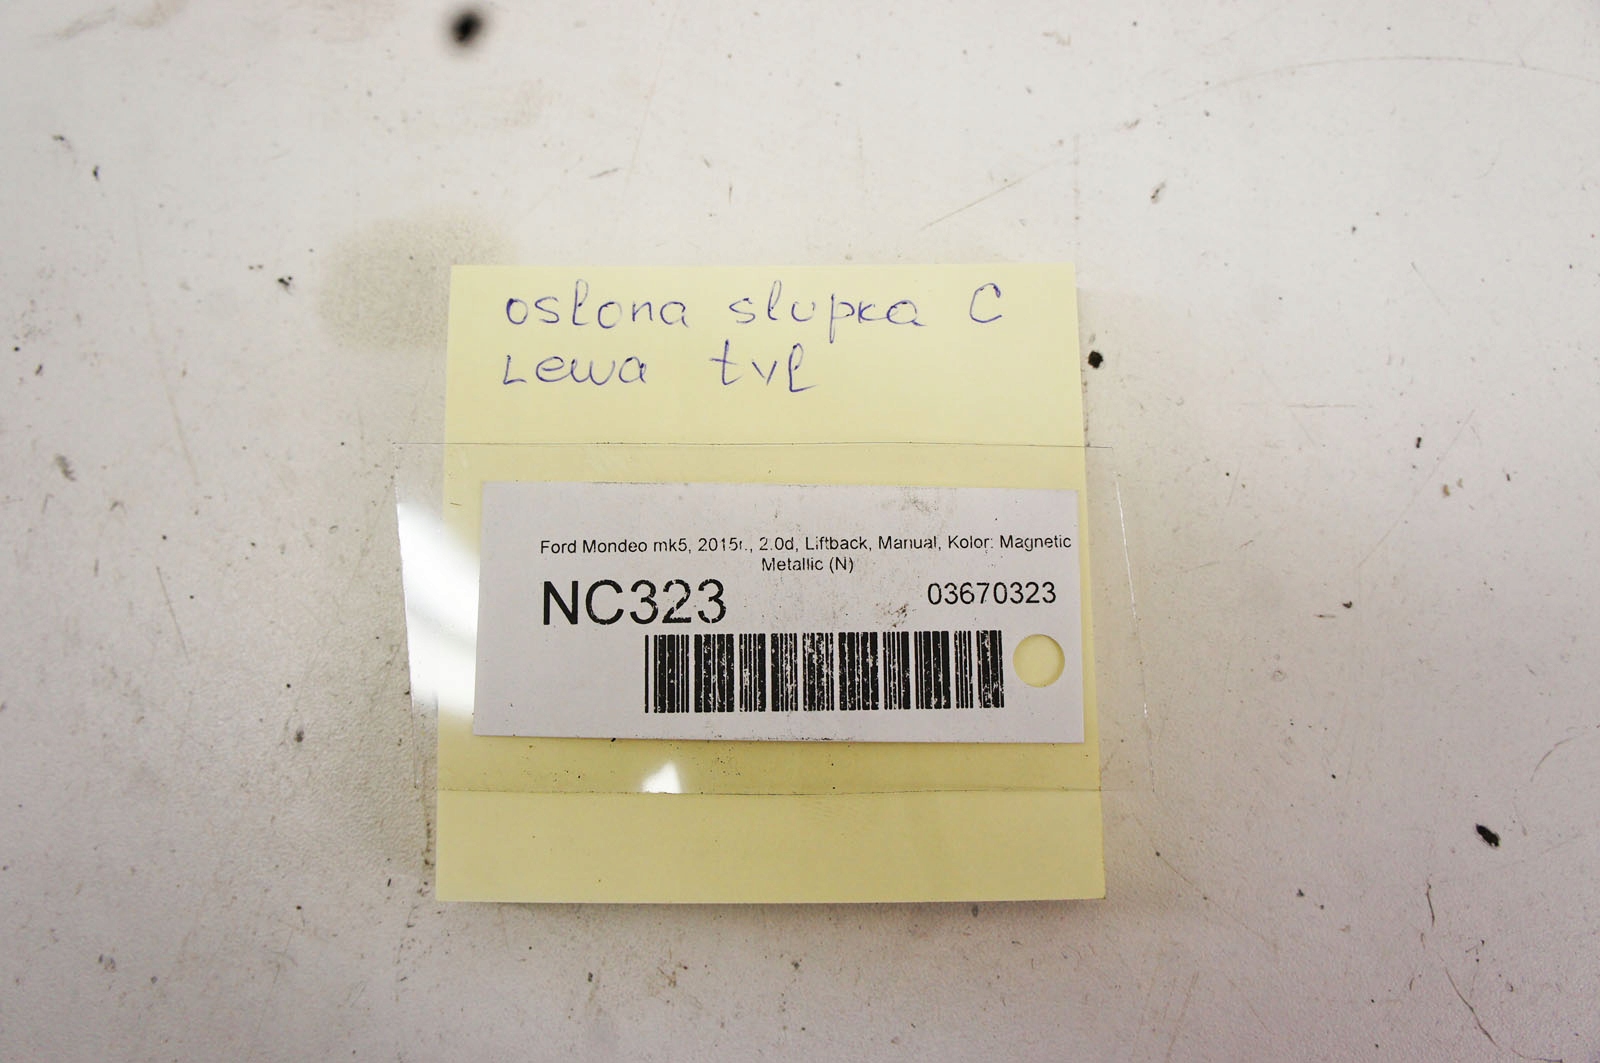 osłona słupka C
Lewa tył
Ford Mondeo mk5, 2015r., 2.0d, Liftback, Manual, Kolor: Magnetic
Metallic (N)
NC323
03670323